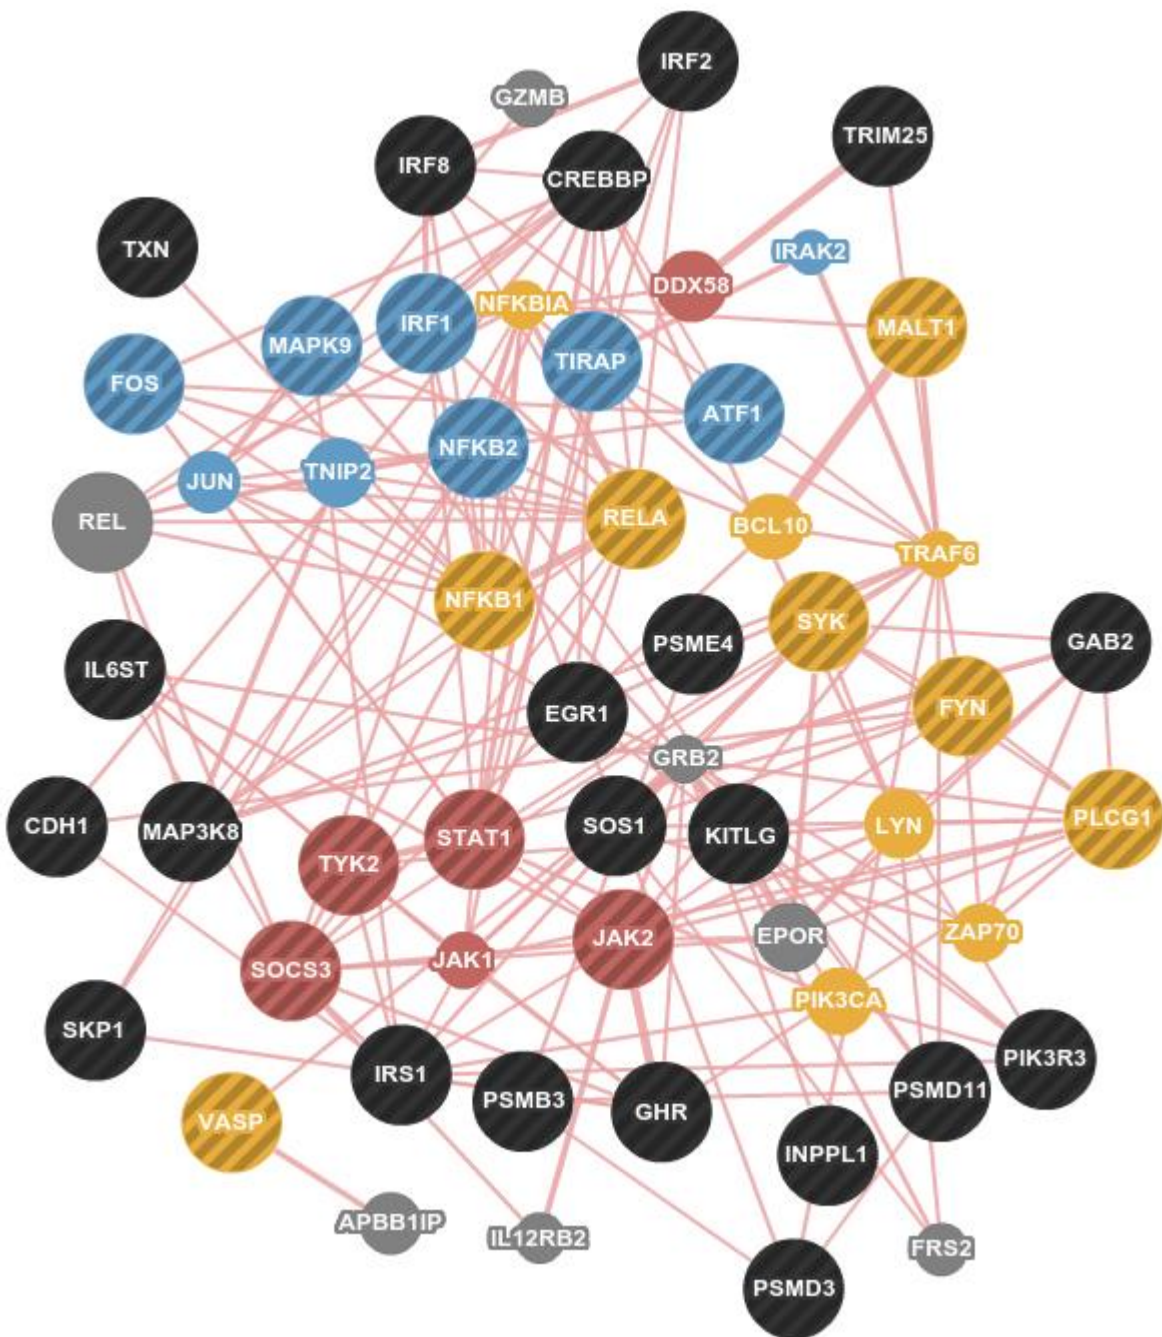 IRF2
GZMB
TRIM25
IRF8
CREBBP
TXN
IRAK2
DDX58
NFKBIA
IRF1
MALT1
MAPK9
TIRAP
FOS
ATF1
NFKB2
TNIP2
JUN
REL
RELA
BCL10
TRAF6
NFKB1
SYK
PSME4
GAB2
IL6ST
FYN
EGR1
GRB2
PLCG1
CDH1
MAP3K8
STAT1
SOS1
KITLG
LYN
TYK2
ZAP70
EPOR
JAK2
JAK1
SOCS3
PIK3CA
SKP1
PIK3R3
IRS1
PSMD11
PSMB3
GHR
VASP
INPPL1
APBB1IP
IL12RB2
FRS2
PSMD3